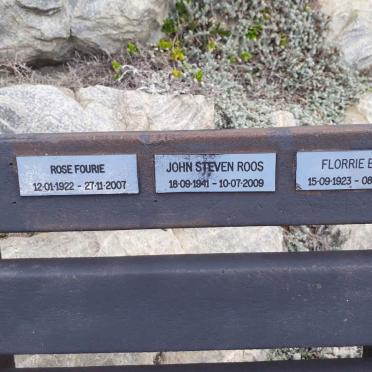 ROSE FOURIE
12-01-1922 - 27-11-2007
JOHN STEVEN ROOS
18-09-1941 - 10-07-2009
FLORRIE
15-09-1923 - 08